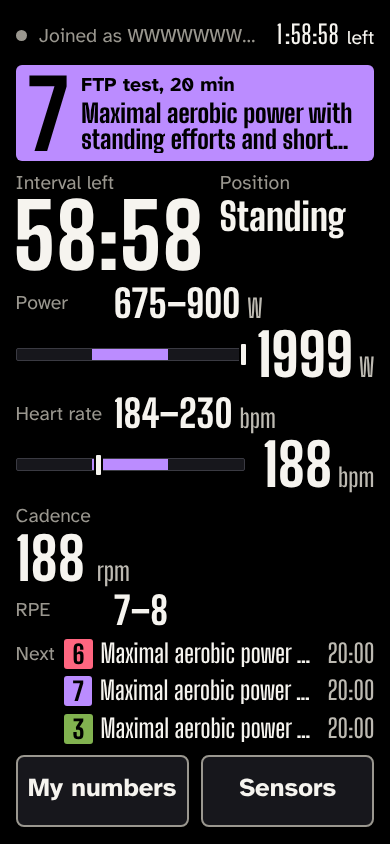 Joined as WWWWWWW... 1:58:58 left
7 FTP test, 20 min
Maximal aerobic power with
standing efforts and short...
Interval left Position
58:58 Standing
Power 675–900 W
1999 W
Heart rate 184–230 bpm
188 bpm
Cadence
188 rpm
RPE 7–8
Next 6 Maximal aerobic power ... 20:00
7 Maximal aerobic power ... 20:00
3 Maximal aerobic power ... 20:00
My numbers Sensors